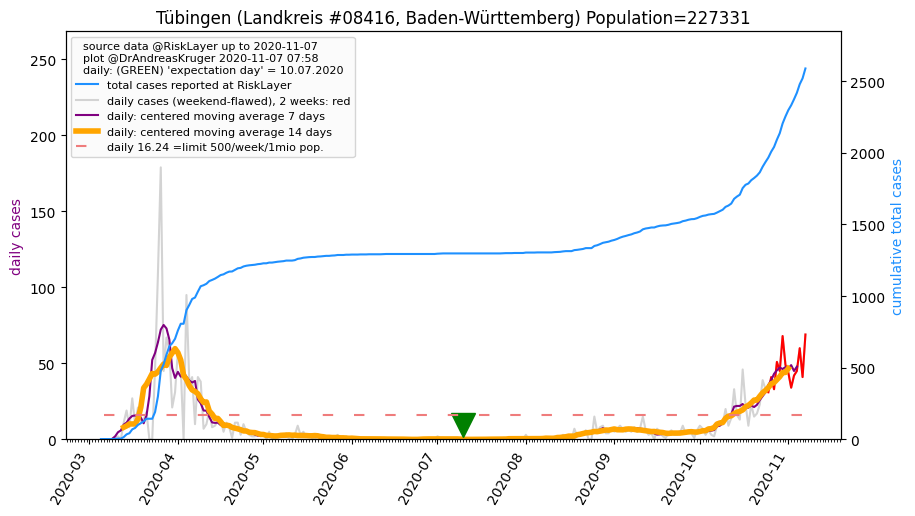 Tübingen (Landkreis #08416, Baden-Württemberg) Population=227331
source data @RiskLayer up to 2020-11-07
plot @DrAndreasKruger 2020-11-07 07:58
daily: (GREEN) 'expectation day' = 10.07.2020
total cases reported at RiskLayer
daily cases (weekend-flawed), 2 weeks: red
daily: centered moving average 7 days
daily: centered moving average 14 days
daily 16.24 =limit 500/week/1mio pop.
daily cases
250
200
150
100
50
0
cumulative total cases
2500
2000
1500
1000
500
0
2020-03
2020-04
2020-05
2020-06
2020-07
2020-08
2020-09
2020-10
2020-11